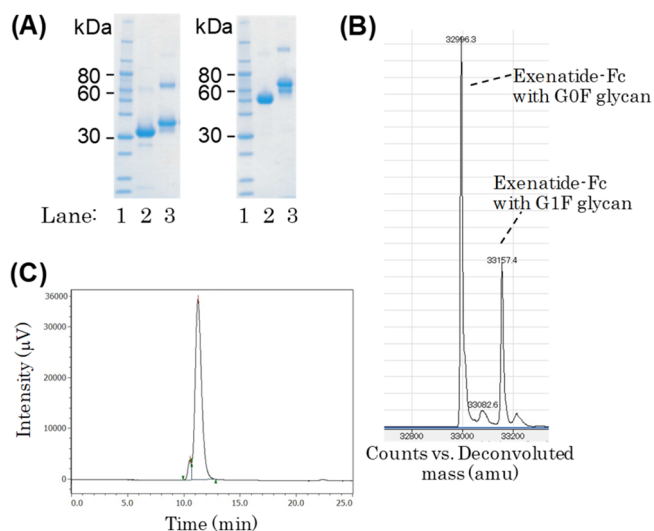 (A)
kDa
80
60
30
kDa
80
60
30
Lane: 1 2 3 1 2 3
(B)
32996.3
Exenatide-Fc
with G0F glycan
Exenatide-Fc
with G1F glycan
33157.4
33082.6
32800 33000 33200
Counts vs. Deconvoluted
mass (amu)
(C)
36000
30000
20000
10000
0
Intensity (μV)
0.0 5.0 10.0 15.0 20.0 25.0
Time (min)